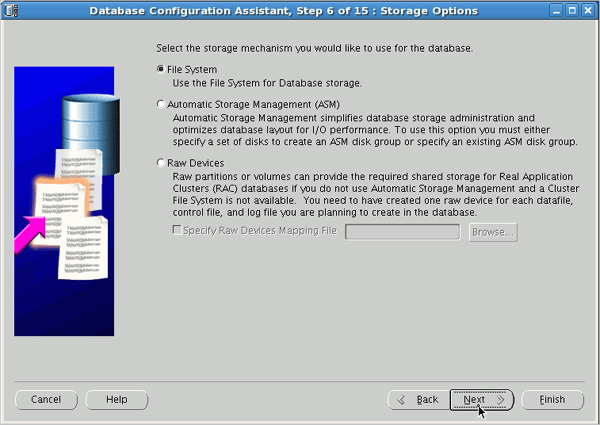 Database Configuration Assistant, Step 6 of 15 : Storage Options
Select the storage mechanism you would like to use for the database.
File System
Use the File System for Database storage.
Automatic Storage Management (ASM)
Automatic Storage Management simplifies database storage administration and
optimizes database layout for I/O performance. To use this option you must either
specify a set of disks to create an ASM disk group or specify an existing ASM disk group.
Raw Devices
Raw partitions or volumes can provide the required shared storage for Real Application
Clusters (RAC) databases if you do not use Automatic Storage Management and a Cluster
File System is not available. You need to have created one raw device for each datafile,
control file, and log file you are planning to create in the database.
Specify Raw Devices Mapping File
Browse...
Cancel
Help
Back
Next
Finish